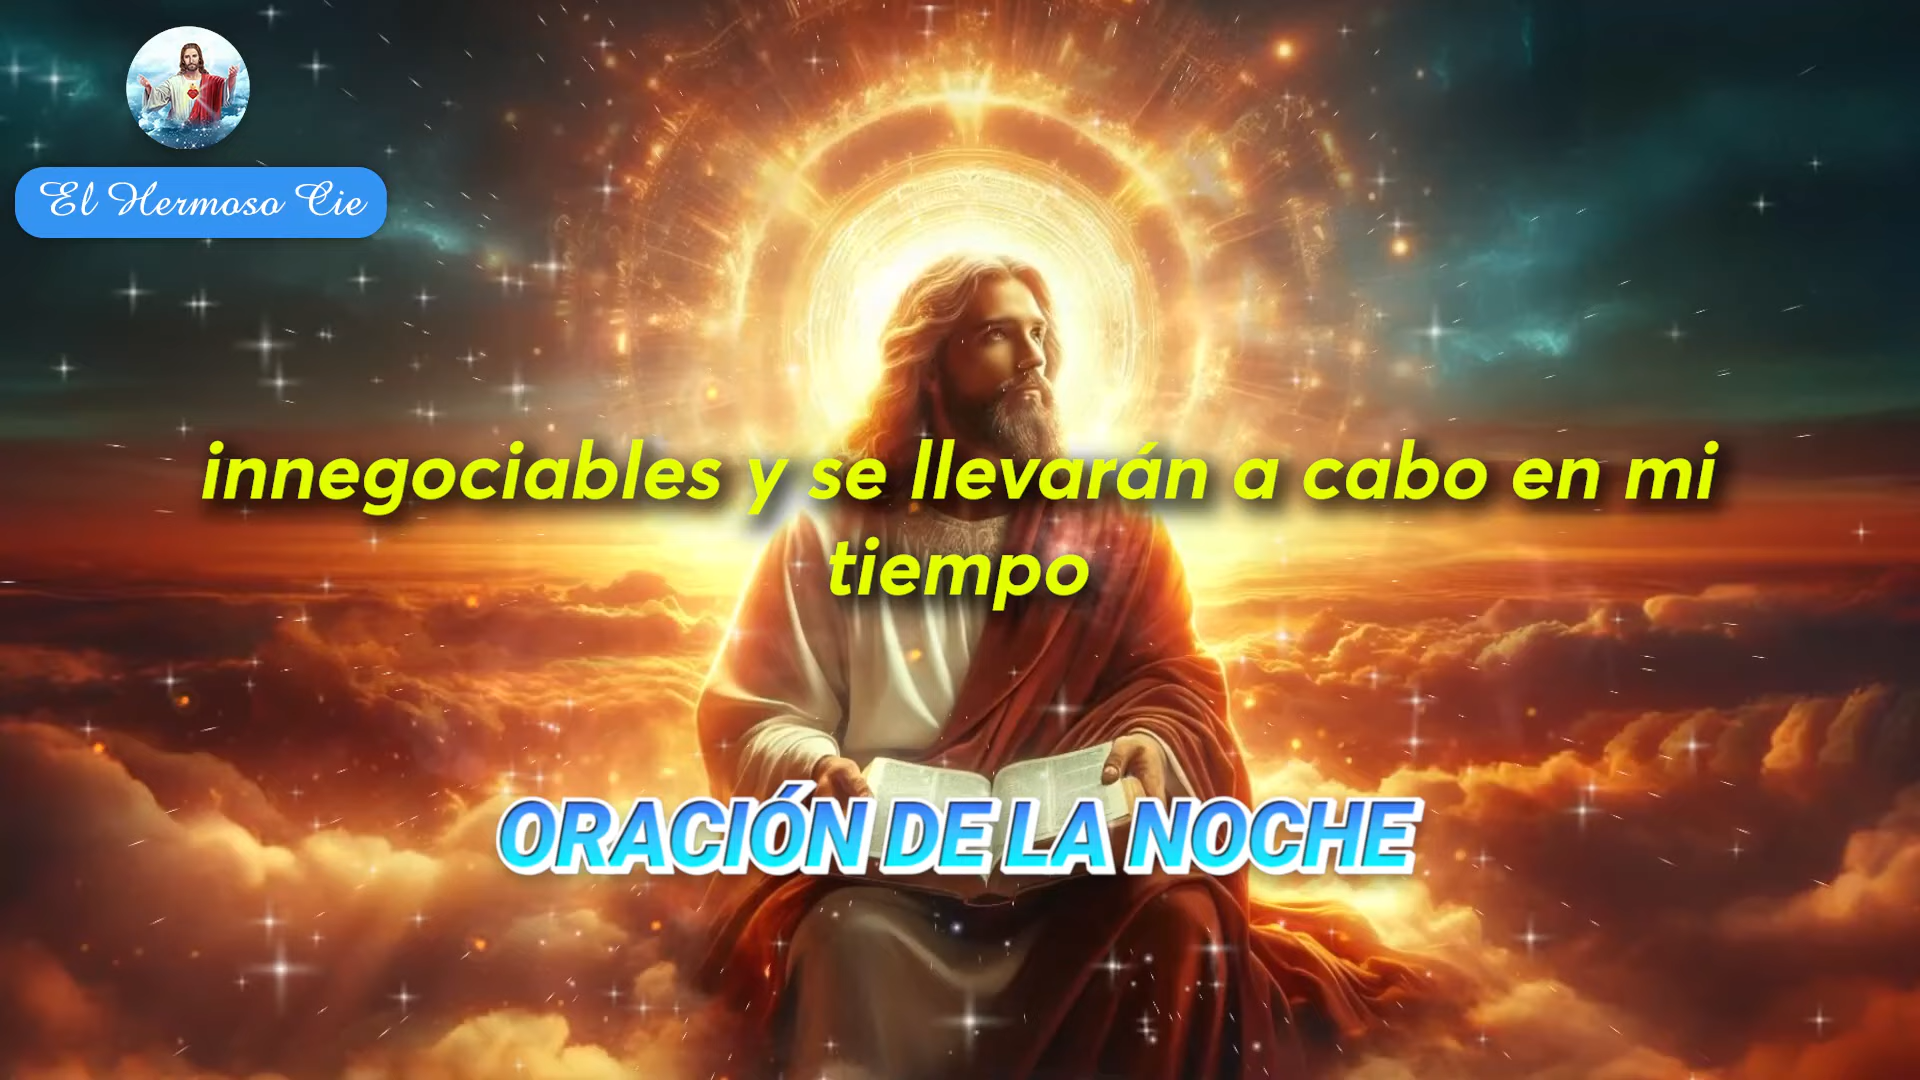 El Hermoso Cie
innegociables y se llevarán a cabo en mi
tiempo
ORACIÓN DE LA NOCHE